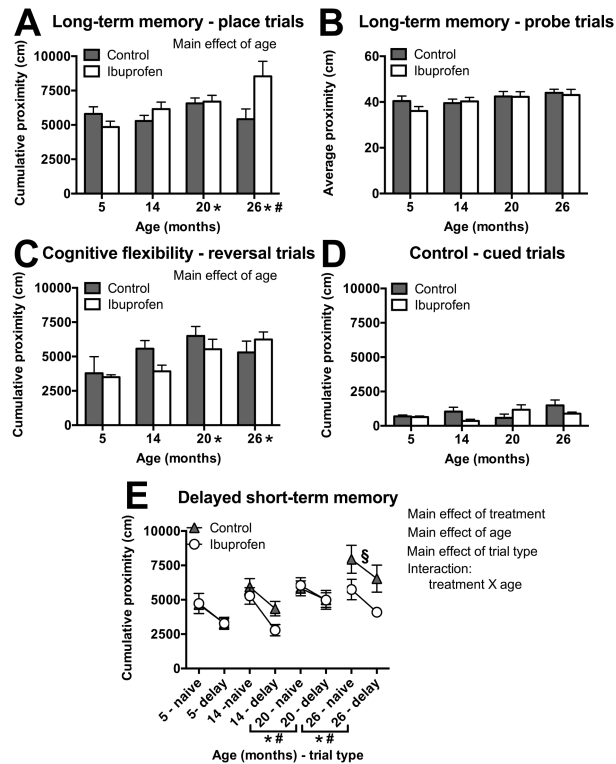 A Long-term memory - place trials
Main effect of age
Control
Ibuprofen
Cumulative proximity (cm)
10000
7500
5000
2500
0
5 14 20 * 26 * #
Age (months)
B Long-term memory - probe trials
Control
Ibuprofen
Average proximity (cm)
60
40
20
0
5 14 20 26
Age (months)
C Cognitive flexibility - reversal trials
Main effect of age
Control
Ibuprofen
Cumulative proximity (cm)
10000
7500
5000
2500
0
5 14 20 * 26 *
Age (months)
D Control - cued trials
Control
Ibuprofen
Cumulative proximity (cm)
10000
7500
5000
2500
0
5 14 20 26
Age (months)
E Delayed short-term memory
Control
Ibuprofen
Cumulative proximity (cm)
10000
7500
5000
2500
0
§
5 - naive
5- delay
14 -naive
14 - delay
20 - naive
20 - delay
26 - naive
26 - delay
* # * #
Age (months) - trial type
Main effect of treatment
Main effect of age
Main effect of trial type
Interaction:
treatment X age